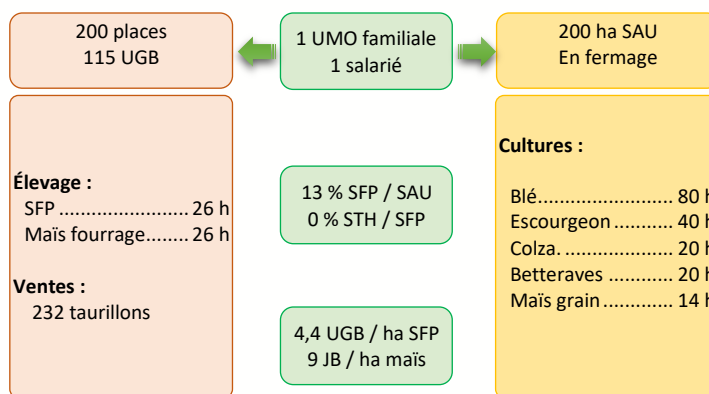 200 places
115 UGB
1 UMO familiale
1 salarié
200 ha SAU
En fermage
Élevage :
SFP ...................... 26 h
Maïs fourrage........ 26 h
Ventes :
232 taurillons
13 % SFP / SAU
0 % STH / SFP
4,4 UGB / ha SFP
9 JB / ha maïs
Cultures :
Blé....................... 80 h
Escourgeon .......... 40 h
Colza. .................. 20 h
Betteraves ........... 20 h
Maïs grain ............ 14 h